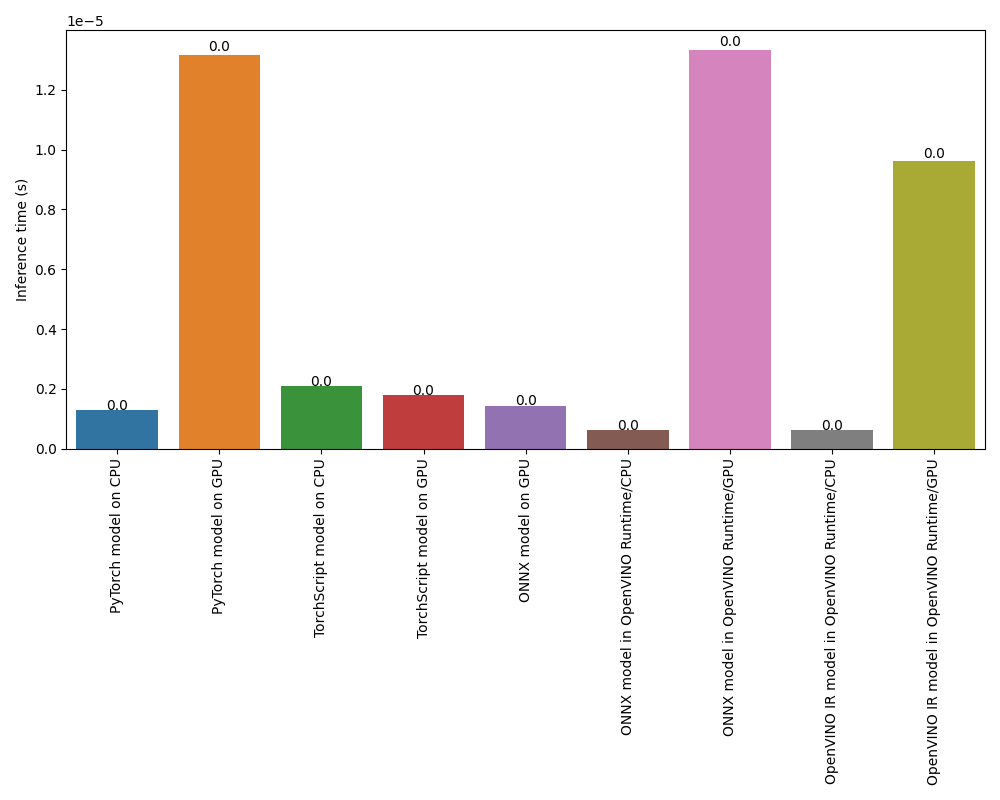 1e−5
Inference time (s)
1.2
1.0
0.8
0.6
0.4
0.2
0.0
0.0
0.0
0.0
0.0
0.0
0.0
0.0
0.0
0.0
PyTorch model on CPU
PyTorch model on GPU
TorchScript model on CPU
TorchScript model on GPU
ONNX model on GPU
ONNX model in OpenVINO Runtime/CPU
ONNX model in OpenVINO Runtime/GPU
OpenVINO IR model in OpenVINO Runtime/CPU
OpenVINO IR model in OpenVINO Runtime/GPU